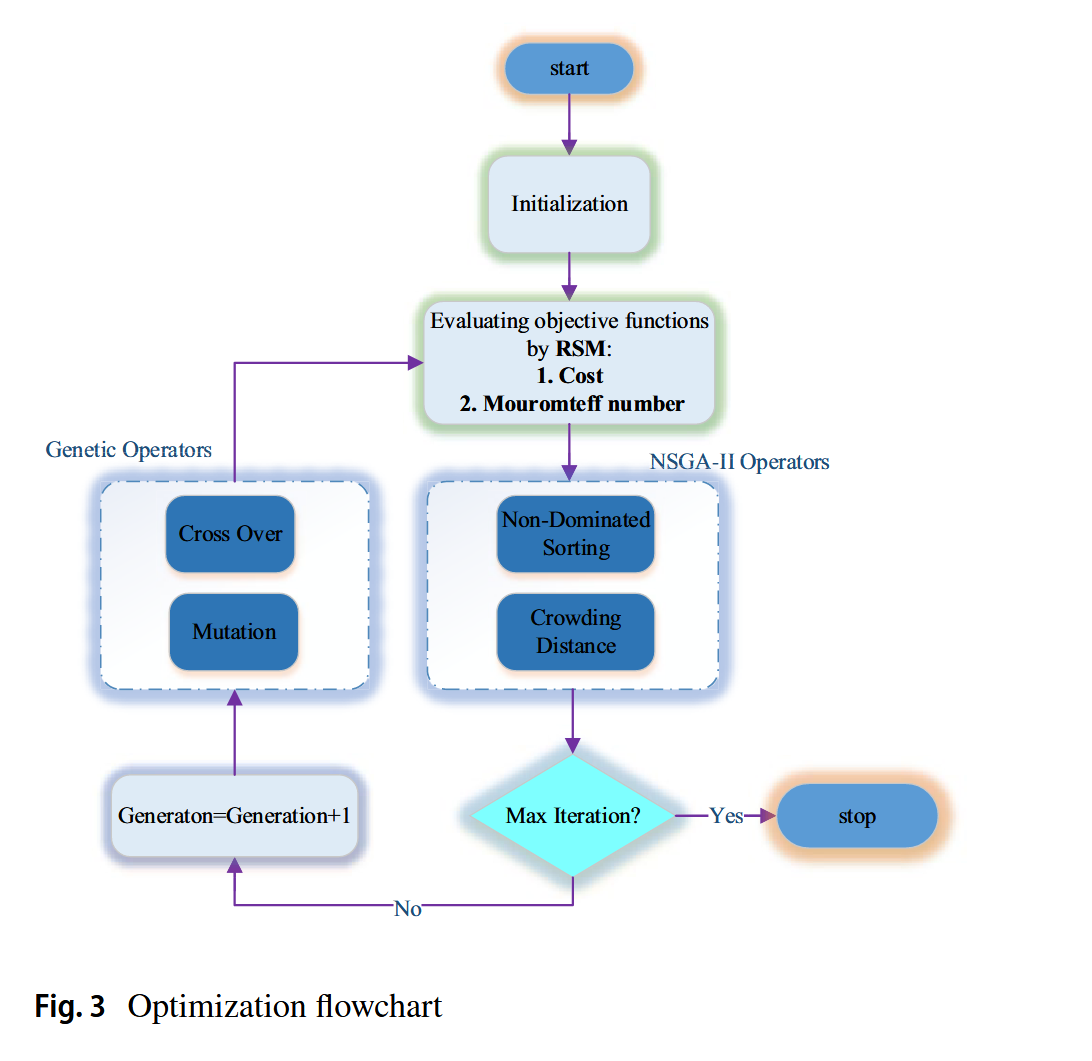 start
Initialization
Evaluating objective functions
by RSM:
1. Cost
2. Mouromteff number
Genetic Operators
NSGA-II Operators
Cross Over
Mutation
Non-Dominated
Sorting
Crowding
Distance
Generaton=Generation+1
Max Iteration?
Yes
stop
No
Fig. 3 Optimization flowchart